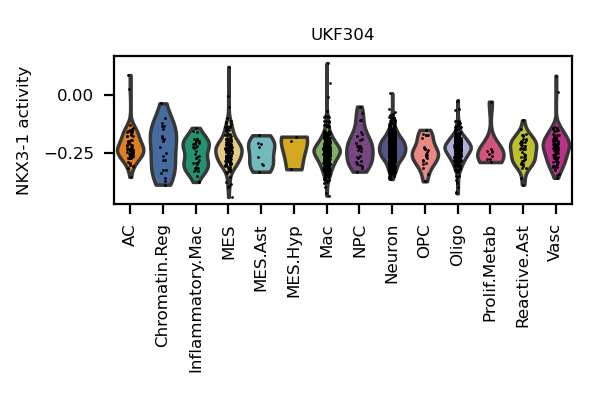 UKF304
NKX3-1 activity
0.00
−0.25
AC
Chromatin.Reg
Inflammatory.Mac
MES
MES.Ast
MES.Hyp
Mac
NPC
Neuron
OPC
Oligo
Prolif.Metab
Reactive.Ast
Vasc